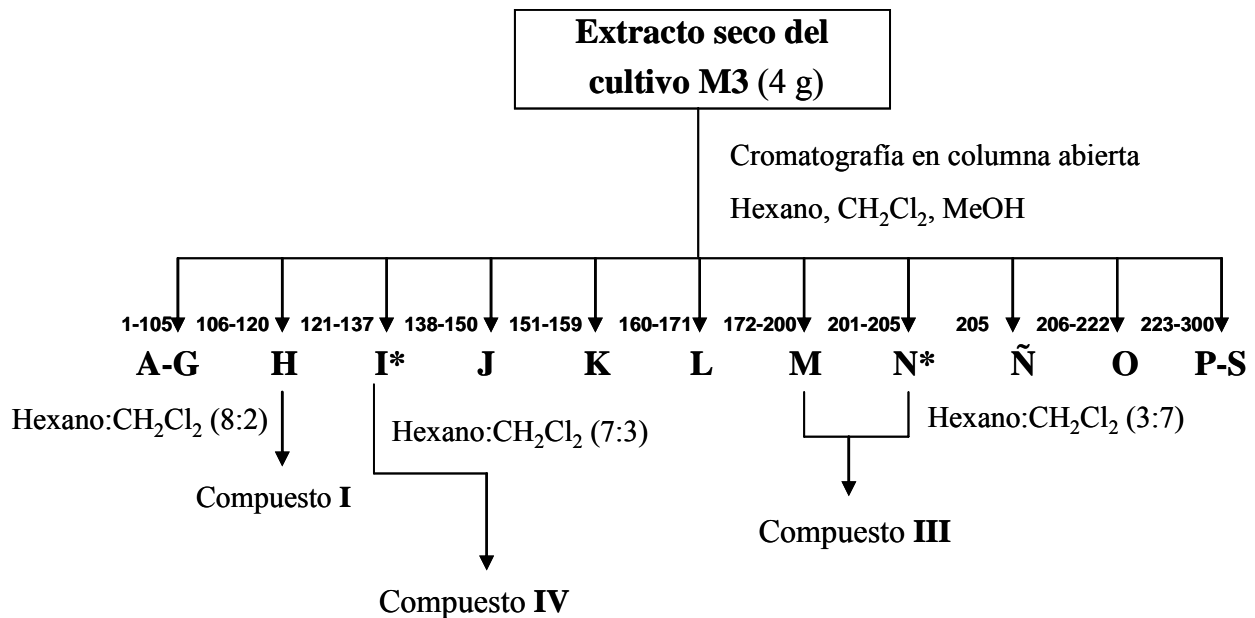 Extracto seco del
cultivo M3 (4 g)
Cromatografía en columna abierta
Hexano, CH₂Cl₂, MeOH
1-105 106-120 121-137 138-150 151-159 160-171 172-200 201-205 205 206-222 223-300
A-G H I* J K L M N* Ñ O P-S
Hexano:CH₂Cl₂ (8:2) Hexano:CH₂Cl₂ (7:3) Hexano:CH₂Cl₂ (3:7)
Compuesto I
Compuesto III
Compuesto IV